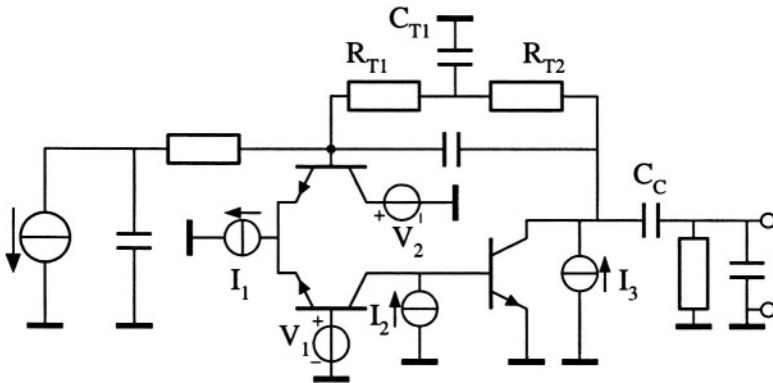 C_T1
R_T1
R_T2
C_C
+
-
V_2
I_1
I_2
I_3
V_1
+
-